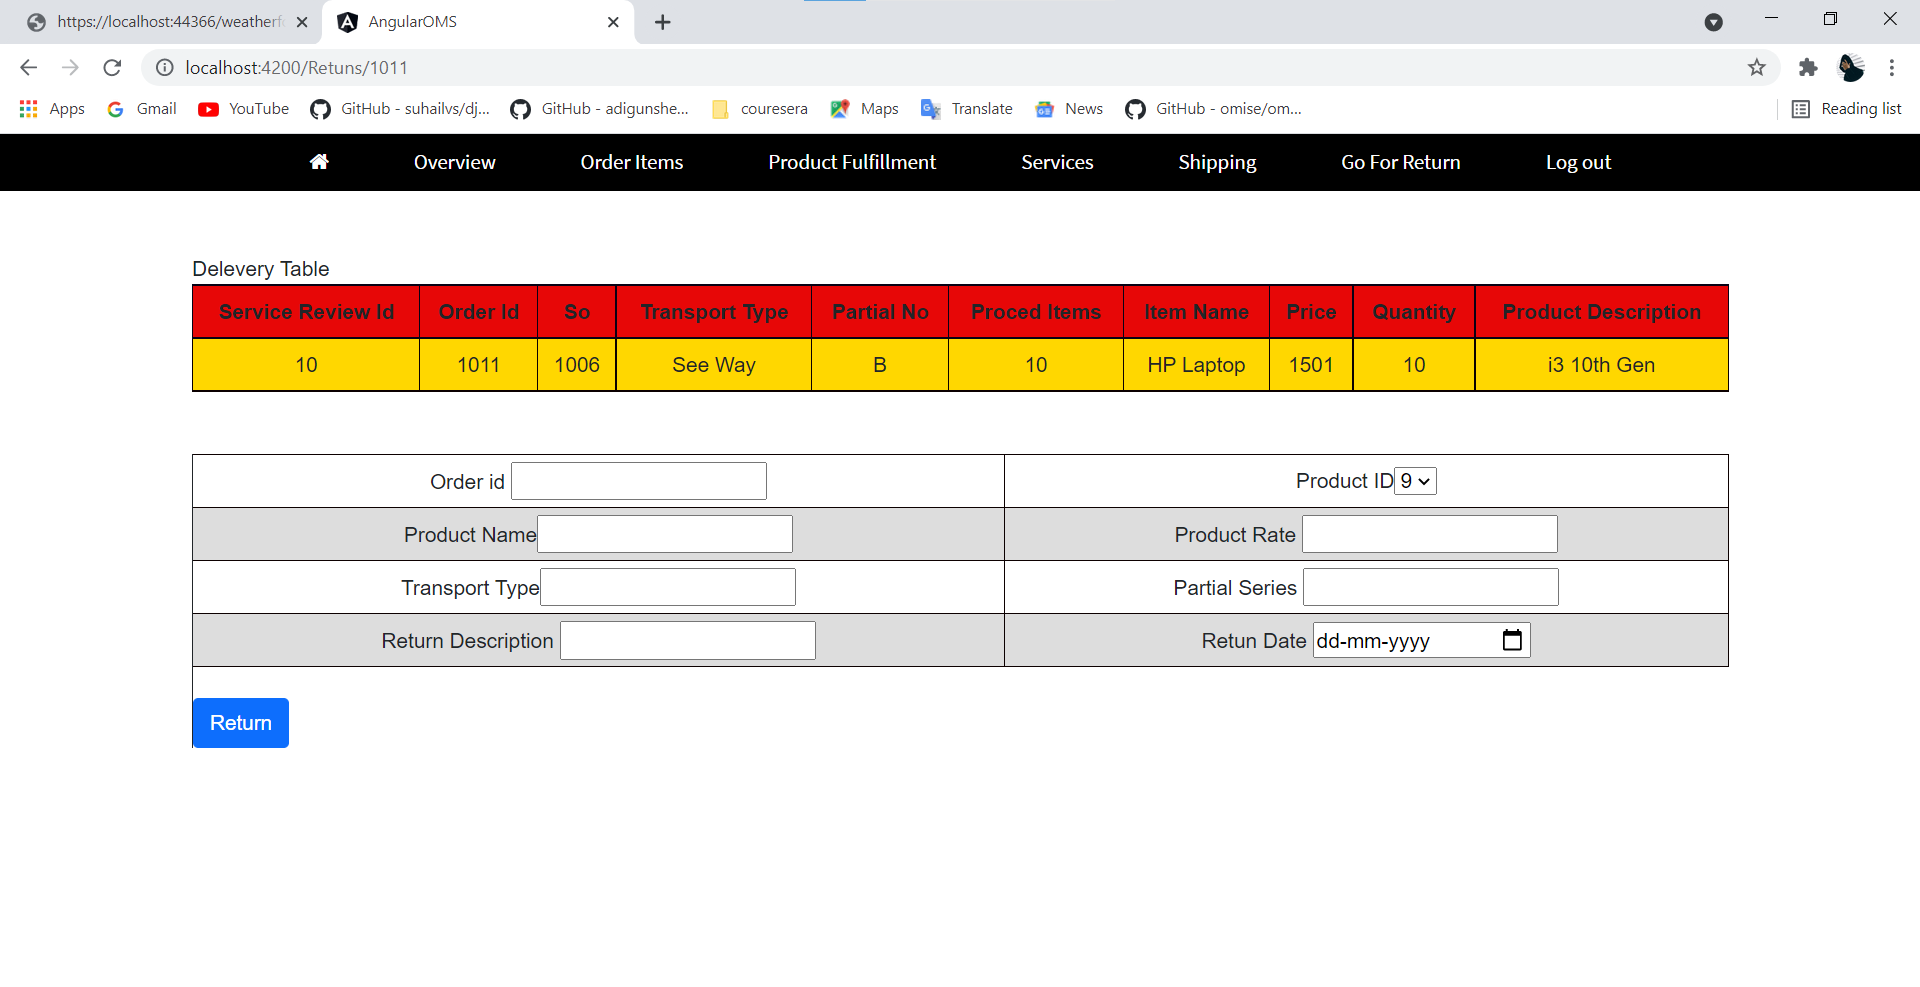 https://localhost:44366/weatherf
AngularOMS
localhost:4200/Retuns/1011
Apps Gmail YouTube GitHub - suhailvs/dj... GitHub - adigunshe... couresera Maps Translate News GitHub - omise/om... Reading list
Overview Order Items Product Fulfillment Services Shipping Go For Return Log out
Delevery Table
Service Review Id Order Id So Transport Type Partial No Proced Items Item Name Price Quantity Product Description
10 1011 1006 See Way B 10 HP Laptop 1501 10 i3 10th Gen
Order id Product ID 9
Product Name Product Rate
Transport Type Partial Series
Return Description Retun Date dd-mm-yyyy
Return